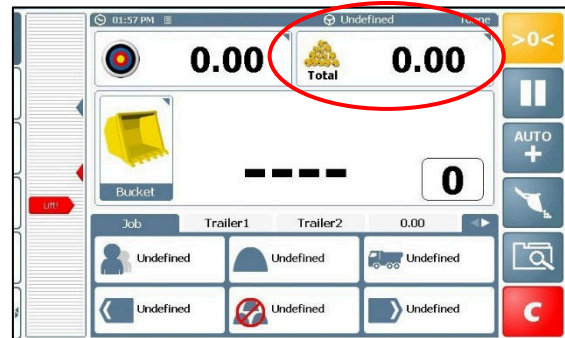 01:57 PM Undefined Tonne
>0<
0.00 Total 0.00
AUTO
+
Bucket ---- 0
Lift!
Job Trailer1 Trailer2 0.00
Undefined Undefined Undefined
Undefined Undefined Undefined
C